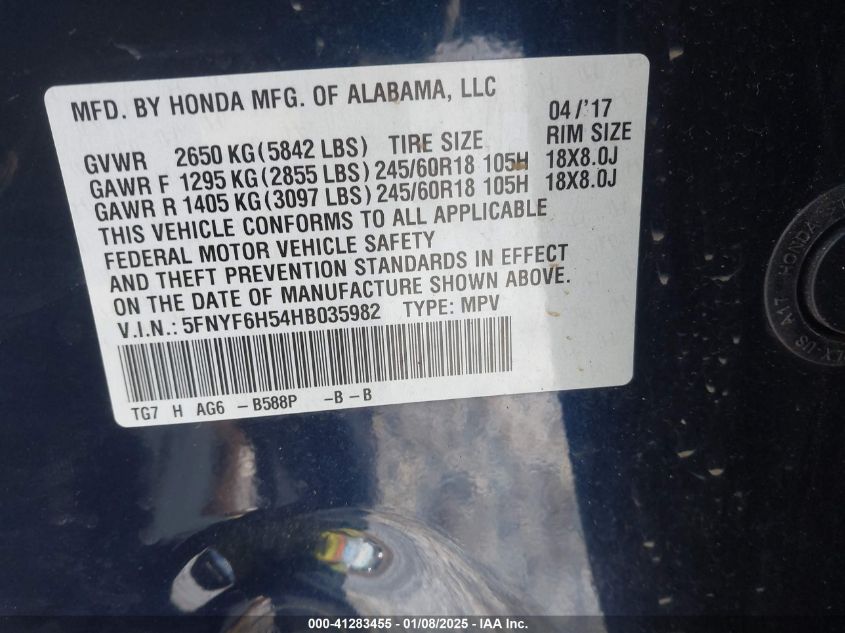 MFD. BY HONDA MFG. OF ALABAMA, LLC
04/'17
GVWR 2650 KG(5842 LBS) TIRE SIZE RIM SIZE
GAWR F 1295 KG(2855 LBS) 245/60R18 105H 18X8.0J
GAWR R 1405 KG(3097 LBS) 245/60R18 105H 18X8.0J
THIS VEHICLE CONFORMS TO ALL APPLICABLE
FEDERAL MOTOR VEHICLE SAFETY
AND THEFT PREVENTION STANDARDS IN EFFECT
ON THE DATE OF MANUFACTURE SHOWN ABOVE.
V.I.N.: 5FNYF6H54HB035982 TYPE: MPV
TG7 H AG6 -B588P -B-B
HONDA
000-41283455 - 01/08/2025 - IAA Inc.